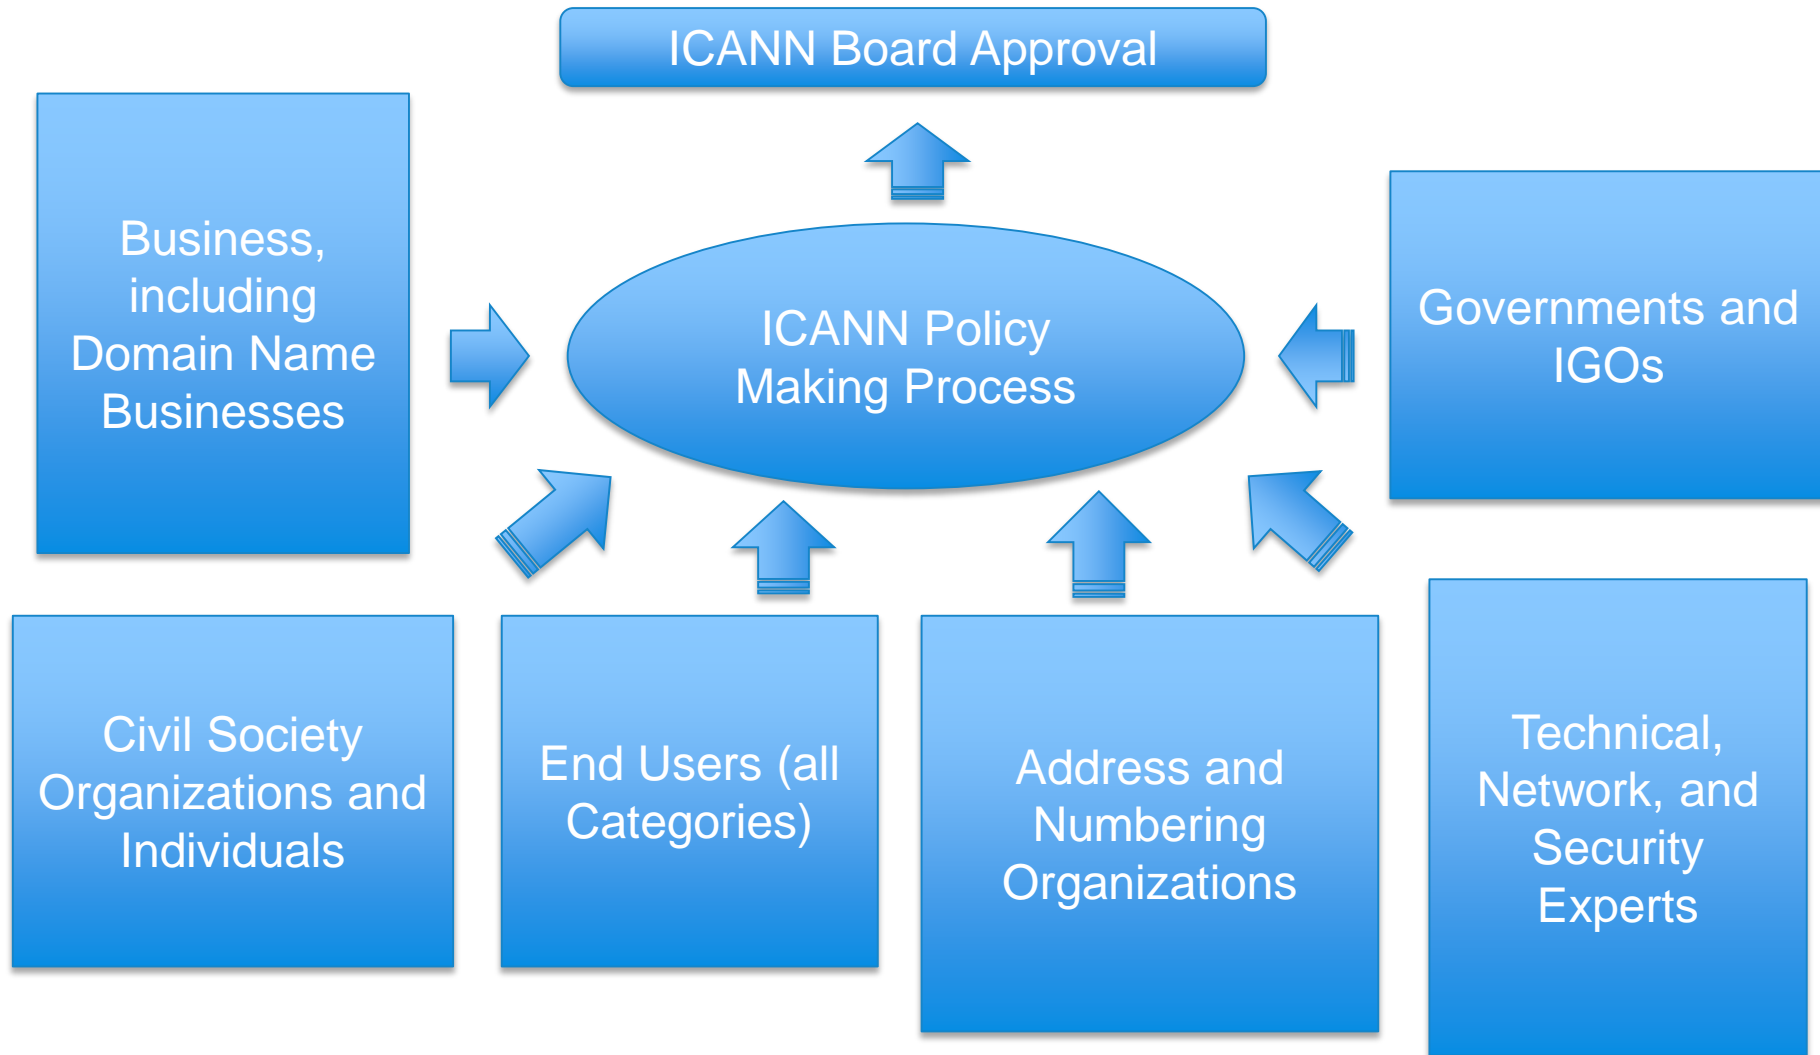 ICANN Board Approval
Business,
including
Domain Name
Businesses
ICANN Policy
Making Process
Governments and
IGOs
Civil Society
Organizations and
Individuals
End Users (all
Categories)
Address and
Numbering
Organizations
Technical,
Network, and
Security
Experts